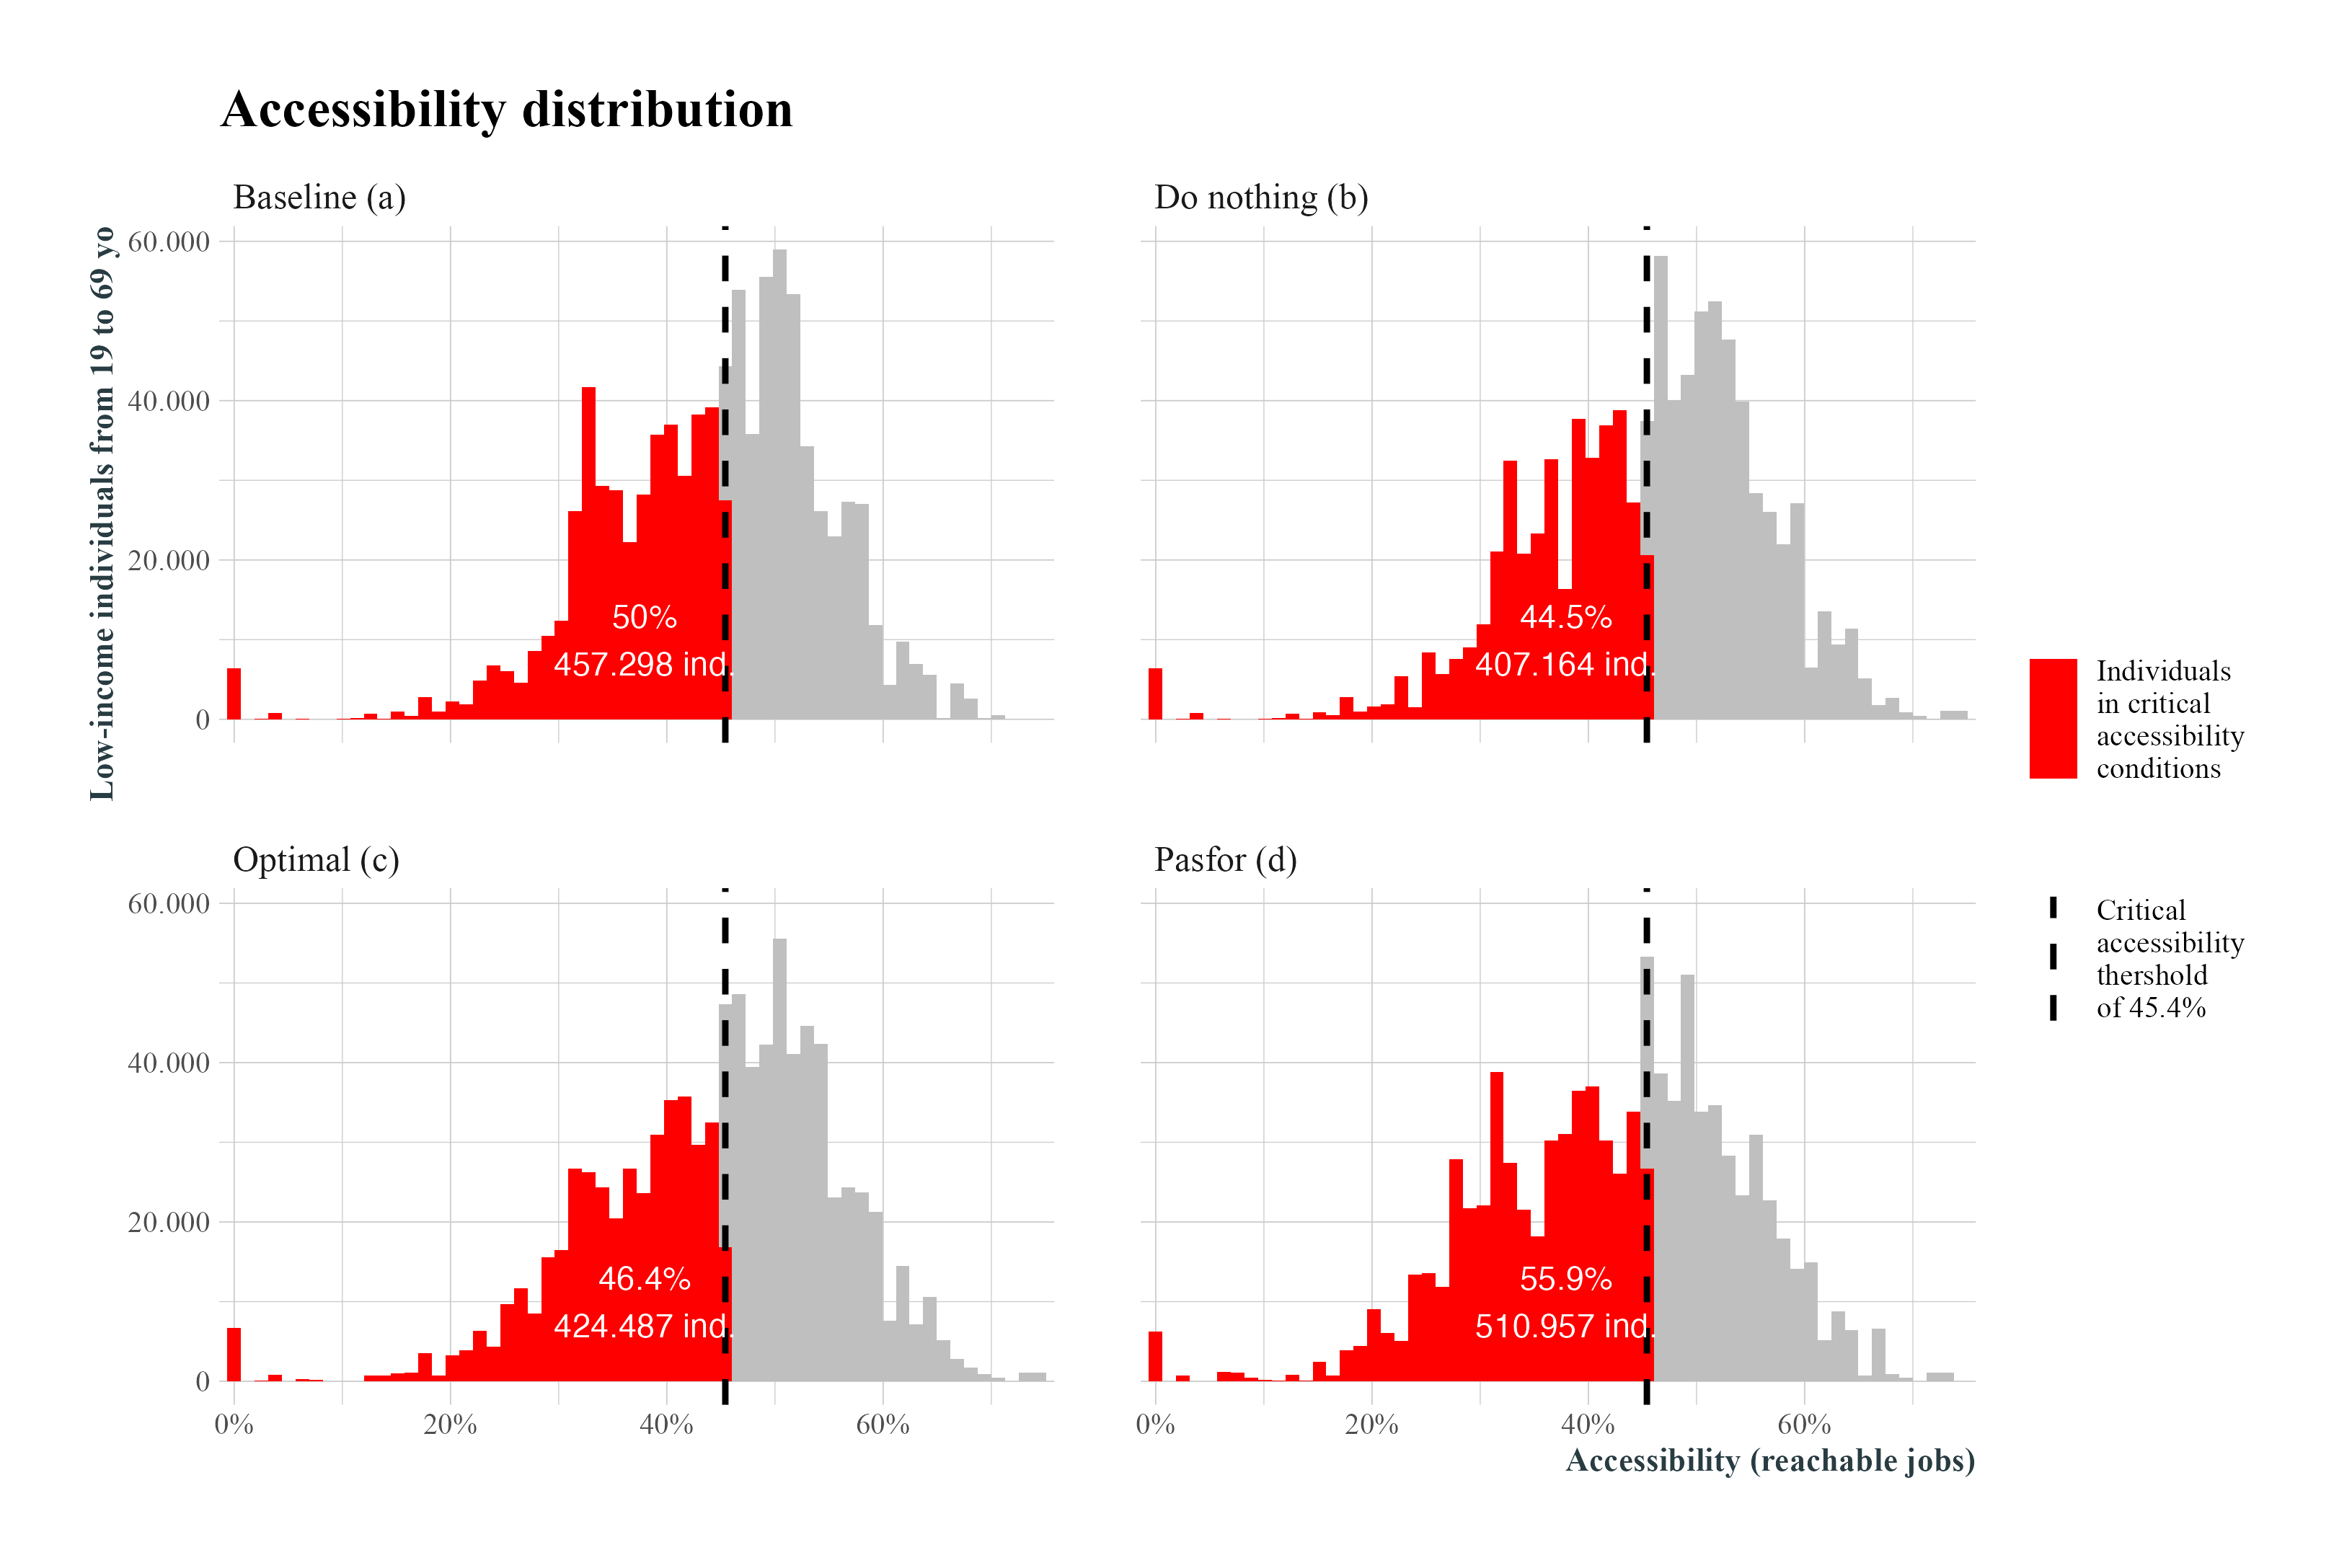 Accessibility distribution
Baseline (a)
Do nothing (b)
Low-income individuals from 19 to 69 yo
60.000
40.000
20.000
0
50%
457.298 ind.
44.5%
407.164 ind.
Individuals
in critical
accessibility
conditions
Optimal (c)
Pasfor (d)
60.000
40.000
20.000
0
46.4%
424.487 ind.
55.9%
510.957 ind.
Critical
accessibility
thershold
of 45.4%
0%
20%
40%
60%
0%
20%
40%
60%
Accessibility (reachable jobs)